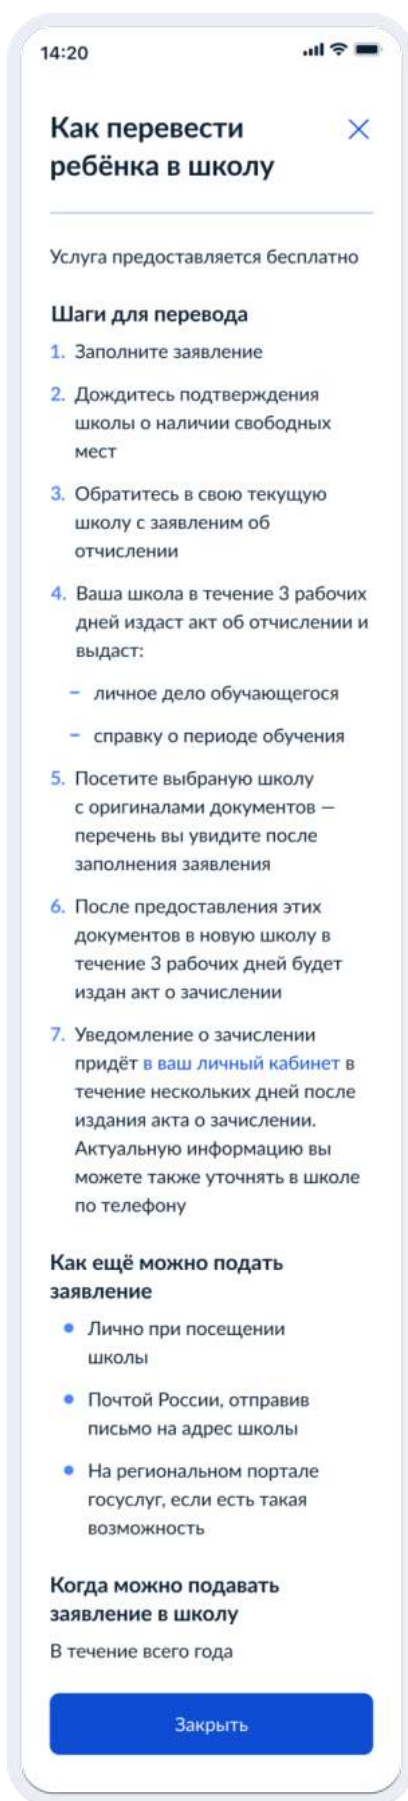 14:20
Как перевести
ребёнка в школу
Услуга предоставляется бесплатно
Шаги для перевода
1. Заполните заявление
2. Дождитесь подтверждения
школы о наличии свободных
мест
3. Обратитесь в свою текущую
школу с заявленим об
отчислении
4. Ваша школа в течение 3 рабочих
дней издаст акт об отчислении и
выдаст:
– личное дело обучающегося
– справку о периоде обучения
5. Посетите выбраную школу
с оригиналами документов —
перечень вы увидите после
заполнения заявления
6. После предоставления этих
документов в новую школу в
течение 3 рабочих дней будет
издан акт о зачислении
7. Уведомление о зачислении
придёт в ваш личный кабинет в
течение нескольких дней после
издания акта о зачислении.
Актуальную информацию вы
можете также уточнять в школе
по телефону
Как ещё можно подать
заявление
• Лично при посещении
школы
• Почтой России, отправив
письмо на адрес школы
• На региональном портале
госуслуг, если есть такая
возможность
Когда можно подавать
заявление в школу
В течение всего года
Закрыть